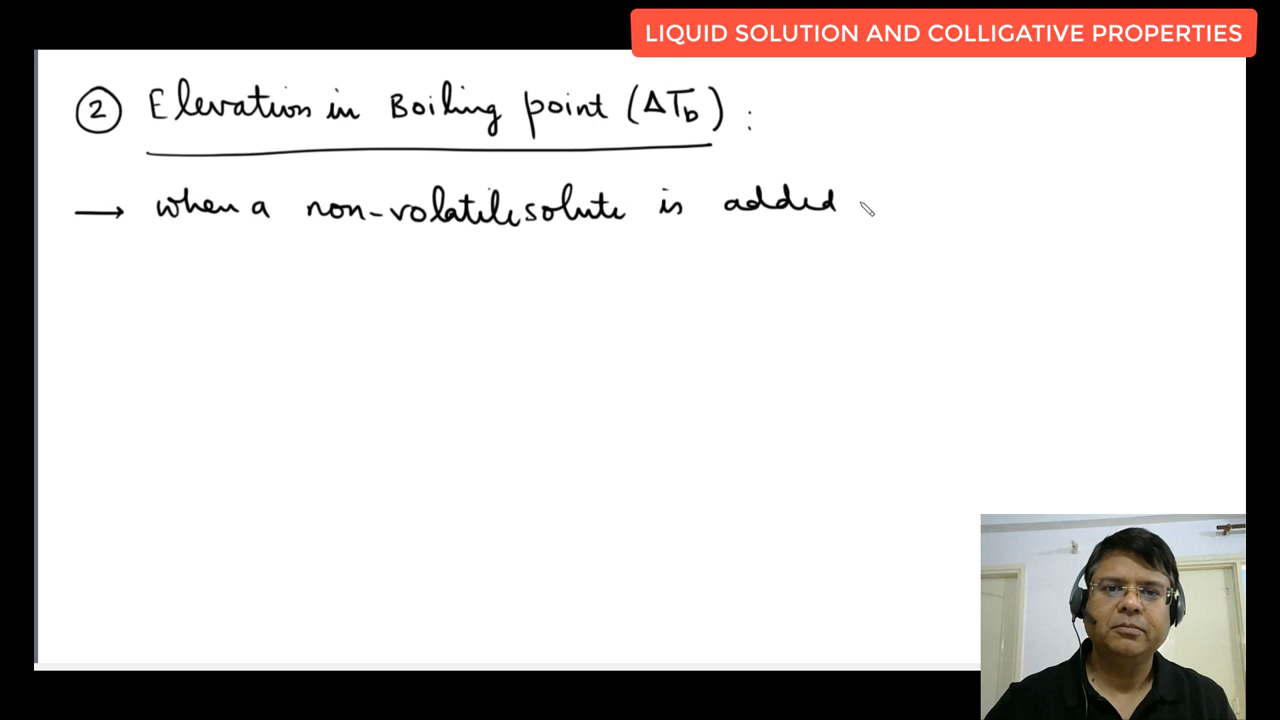 LIQUID SOLUTION AND COLLIGATIVE PROPERTIES
② Elevation in Boiling point (ΔTb) :
→ when a non-volatile solute is added